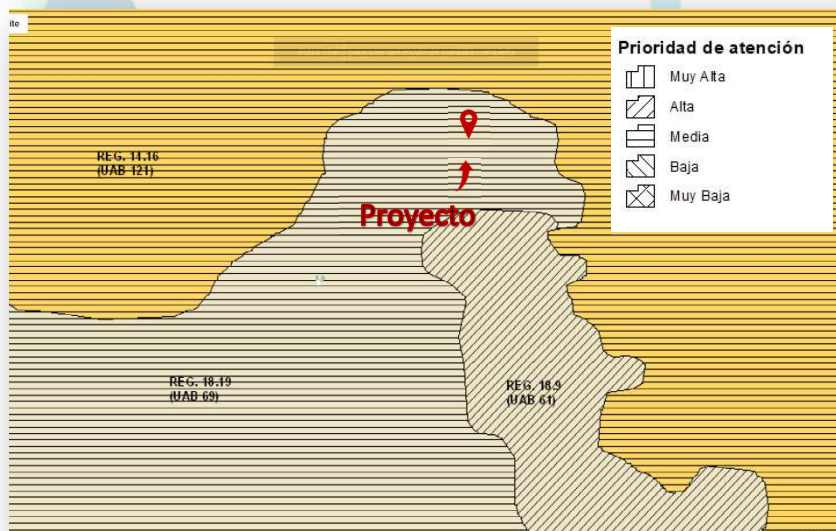 ite
Prioridad de atención
Muy Alta
Alta
Media
Baja
Muy Baja
REG. 14.16
(UAB 121)
Proyecto
REG. 18.19
(UAB 69)
REG. 18.9
(UAB 61)